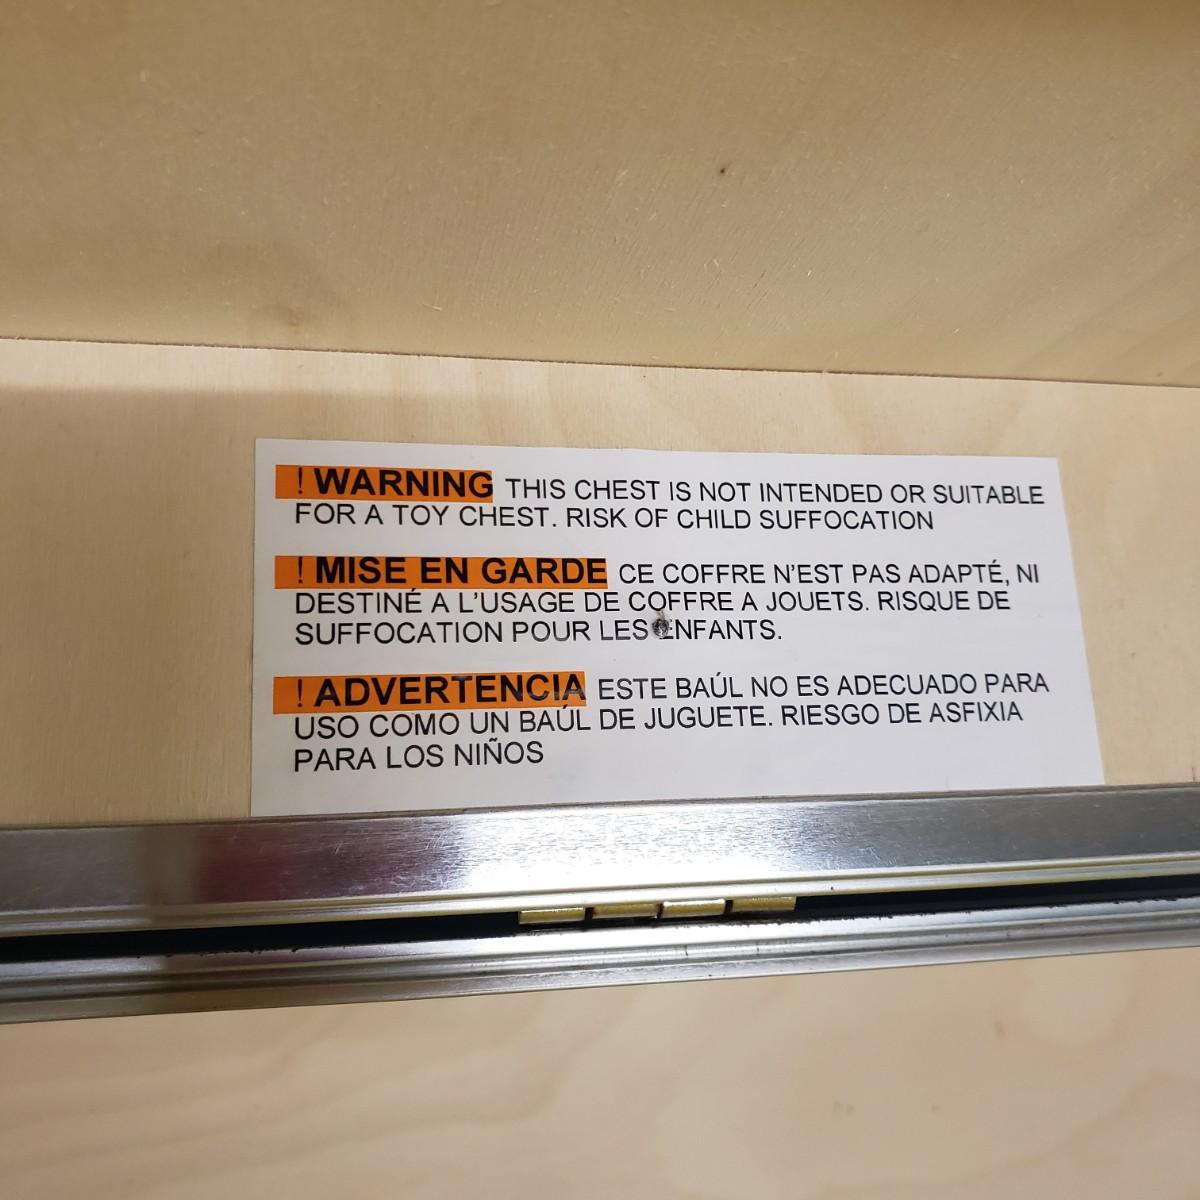 ! WARNING THIS CHEST IS NOT INTENDED OR SUITABLE
FOR A TOY CHEST. RISK OF CHILD SUFFOCATION
! MISE EN GARDE CE COFFRE N'EST PAS ADAPTÉ, NI
DESTINÉ A L'USAGE DE COFFRE A JOUETS. RISQUE DE
SUFFOCATION POUR LES ENFANTS.
! ADVERTENCIA ESTE BAÚL NO ES ADECUADO PARA
USO COMO UN BAÚL DE JUGUETE. RIESGO DE ASFIXIA
PARA LOS NIÑOS